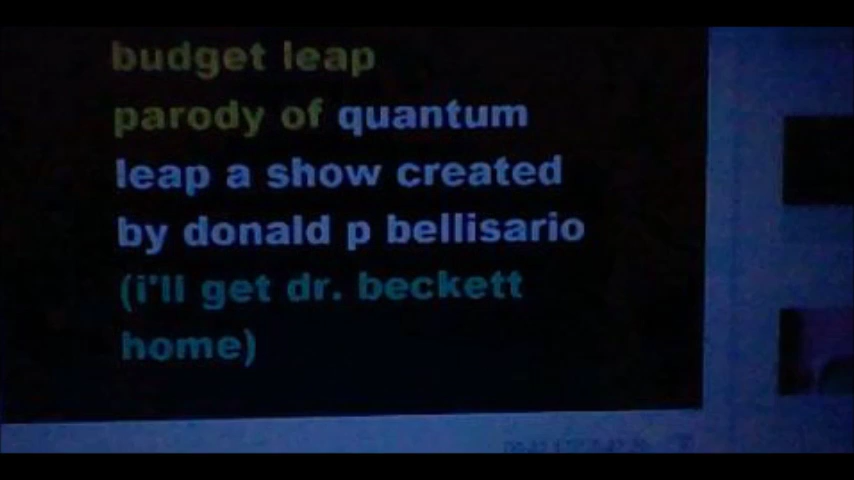 budget leap
parody of quantum
leap a show created
by donald p bellisario
(i'll get dr. beckett
home)